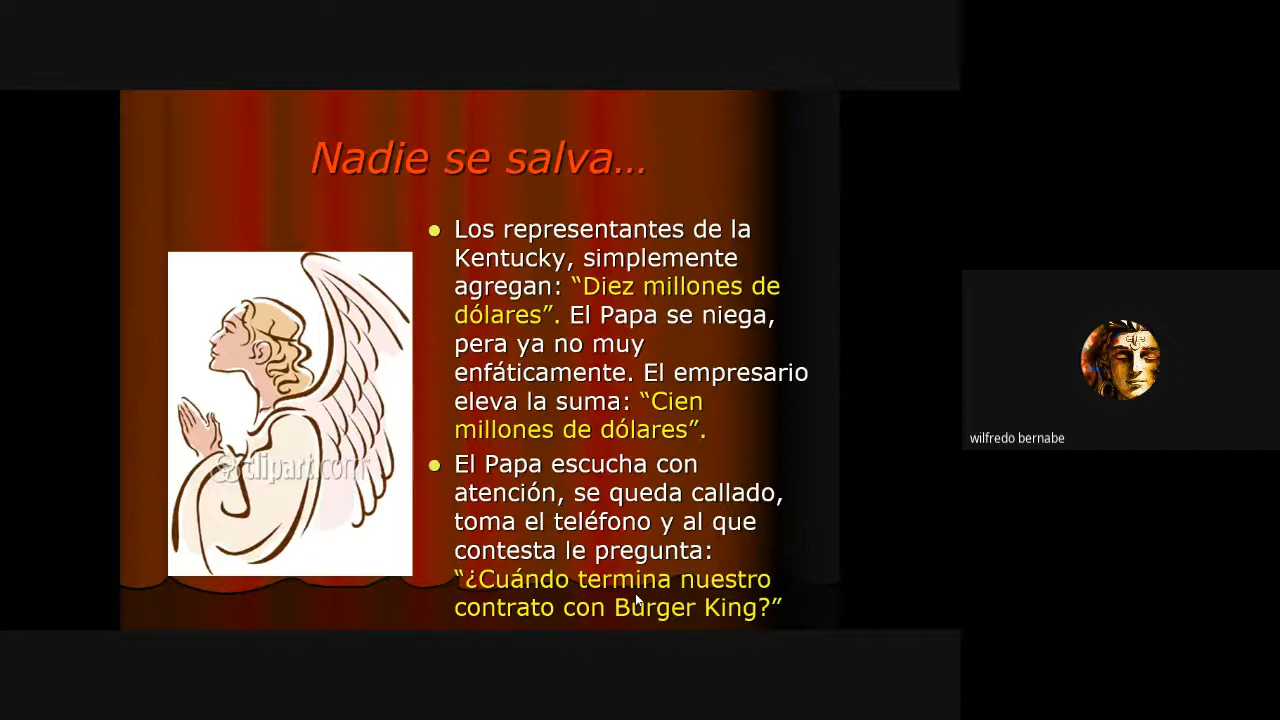 Nadie se salva...
● Los representantes de la
Kentucky, simplemente
agregan: “Diez millones de
dólares”. El Papa se niega,
pera ya no muy
enfáticamente. El empresario
eleva la suma: “Cien
millones de dólares”.
● El Papa escucha con
atención, se queda callado,
toma el teléfono y al que
contesta le pregunta:
“¿Cuándo termina nuestro
contrato con Burger King?”
clipart.com
wilfredo bernabe